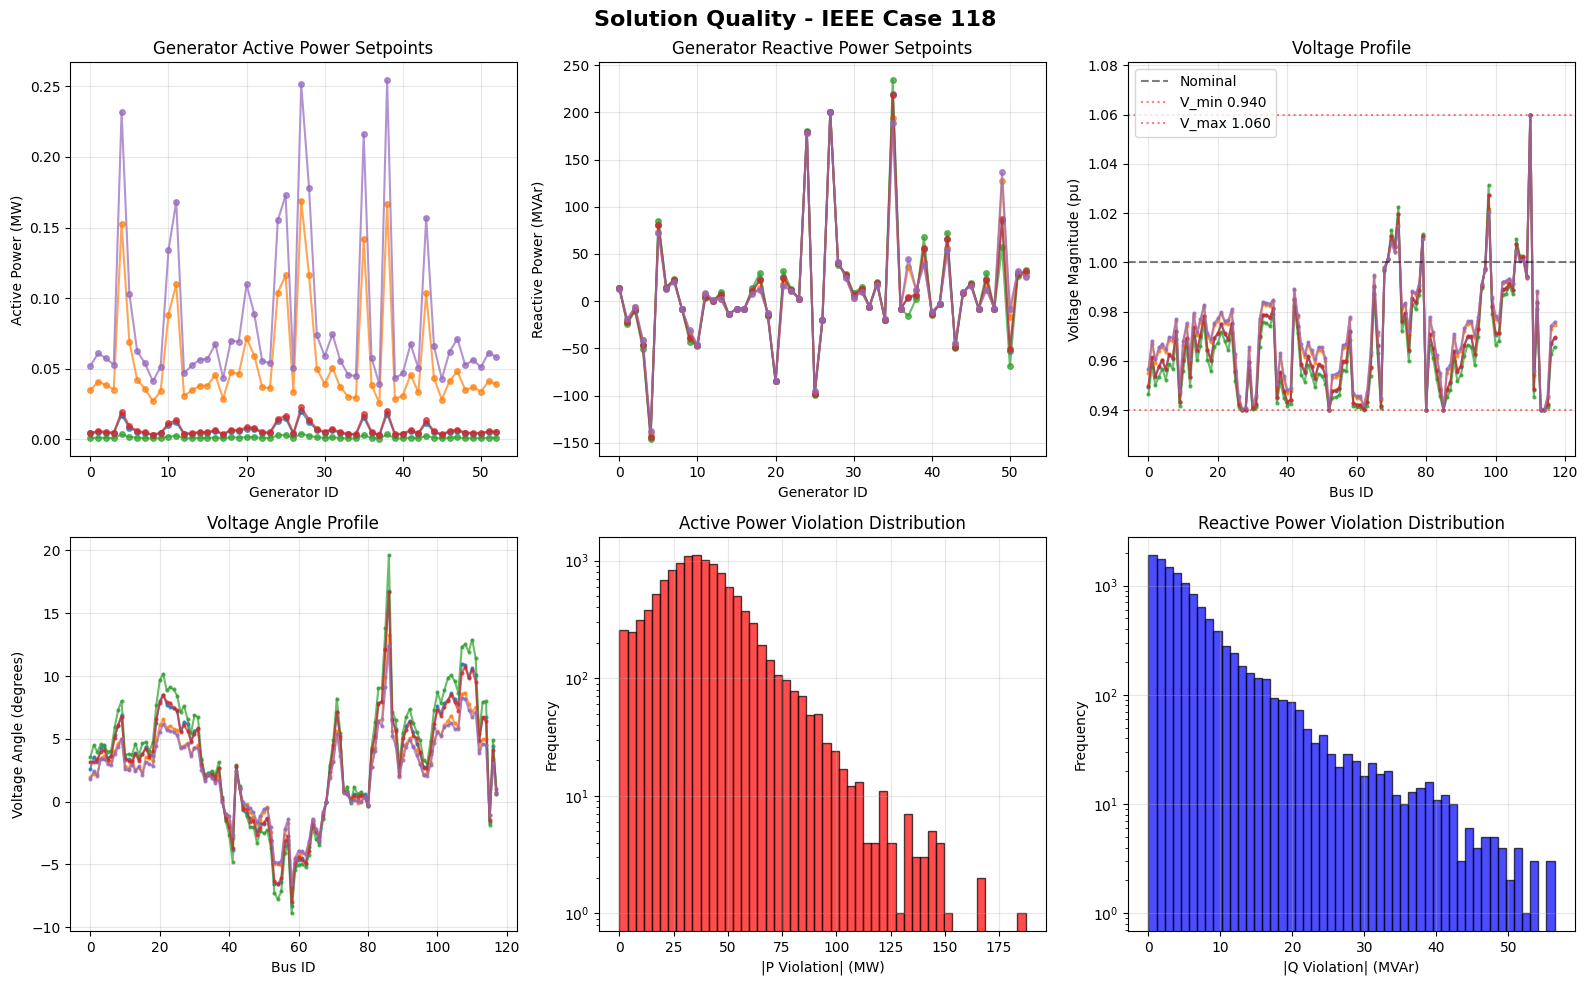 Solution Quality - IEEE Case 118
Generator Active Power Setpoints
Active Power (MW)
0.25
0.20
0.15
0.10
0.05
0.00
0 10 20 30 40 50
Generator ID
Generator Reactive Power Setpoints
Reactive Power (MVAr)
250
200
150
100
50
0
−50
−100
−150
0 10 20 30 40 50
Generator ID
Voltage Profile
Voltage Magnitude (pu)
1.08
1.06
1.04
1.02
1.00
0.98
0.96
0.94
Nominal
V_min 0.940
V_max 1.060
0 20 40 60 80 100 120
Bus ID
Voltage Angle Profile
Voltage Angle (degrees)
20
15
10
5
0
−5
−10
0 20 40 60 80 100 120
Bus ID
Active Power Violation Distribution
Frequency
10³
10²
10¹
10⁰
0 25 50 75 100 125 150 175
|P Violation| (MW)
Reactive Power Violation Distribution
Frequency
10³
10²
10¹
10⁰
0 10 20 30 40 50
|Q Violation| (MVAr)